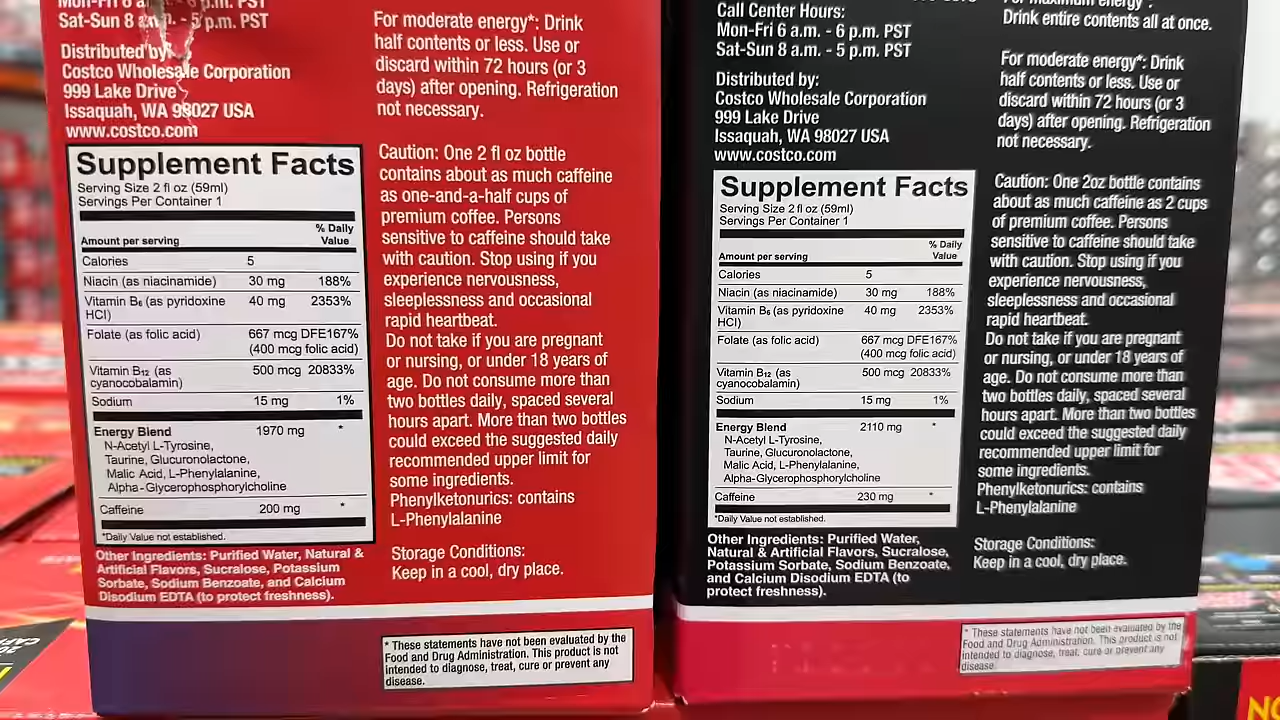 Sat-Sun 8 a.m. - 5 p.m. PST
Distributed by:
Costco Wholesale Corporation
999 Lake Drive
Issaquah, WA 98027 USA
www.costco.com
Supplement Facts
Serving Size 2 fl oz (59ml)
Servings Per Container 1
% Daily
Amount per serving Value
Calories 5
Niacin (as niacinamide) 30 mg 188%
Vitamin B₆ (as pyridoxine 40 mg 2353%
HCl)
Folate (as folic acid) 667 mcg DFE167%
(400 mcg folic acid)
Vitamin B₁₂ (as 500 mcg 20833%
cyanocobalamin)
Sodium 15 mg 1%
Energy Blend 1970 mg *
N-Acetyl L-Tyrosine,
Taurine, Glucuronolactone,
Malic Acid, L-Phenylalanine,
Alpha-Glycerophosphorylcholine
Caffeine 200 mg *
*Daily Value not established.
Other Ingredients: Purified Water, Natural &
Artificial Flavors, Sucralose, Potassium
Sorbate, Sodium Benzoate, and Calcium
Disodium EDTA (to protect freshness).
For moderate energy*: Drink
half contents or less. Use or
discard within 72 hours (or 3
days) after opening. Refrigeration
not necessary.
Caution: One 2 fl oz bottle
contains about as much caffeine
as one-and-a-half cups of
premium coffee. Persons
sensitive to caffeine should take
with caution. Stop using if you
experience nervousness,
sleeplessness and occasional
rapid heartbeat.
Do not take if you are pregnant
or nursing, or under 18 years of
age. Do not consume more than
two bottles daily, spaced several
hours apart. More than two bottles
could exceed the suggested daily
recommended upper limit for
some ingredients.
Phenylketonurics: contains
L-Phenylalanine
Storage Conditions:
Keep in a cool, dry place.
* These statements have not been evaluated by the
Food and Drug Administration. This product is not
intended to diagnose, treat, cure or prevent any
disease.
Call Center Hours:
Mon-Fri 6 a.m. - 6 p.m. PST
Sat-Sun 8 a.m. - 5 p.m. PST
Distributed by:
Costco Wholesale Corporation
999 Lake Drive
Issaquah, WA 98027 USA
www.costco.com
Supplement Facts
Serving Size 2 fl oz (59ml)
Servings Per Container 1
% Daily
Amount per serving Value
Calories 5
Niacin (as niacinamide) 30 mg 188%
Vitamin B₆ (as pyridoxine 40 mg 2353%
HCl)
Folate (as folic acid) 667 mcg DFE167%
(400 mcg folic acid)
Vitamin B₁₂ (as 500 mcg 20833%
cyanocobalamin)
Sodium 15 mg 1%
Energy Blend 2110 mg *
N-Acetyl L-Tyrosine,
Taurine, Glucuronolactone,
Malic Acid, L-Phenylalanine,
Alpha-Glycerophosphorylcholine
Caffeine 230 mg *
*Daily Value not established.
Other Ingredients: Purified Water,
Natural & Artificial Flavors, Sucralose,
Potassium Sorbate, Sodium Benzoate,
and Calcium Disodium EDTA (to
protect freshness).
For maximum energy*:
Drink entire contents all at once.
For moderate energy*: Drink
half contents or less. Use or
discard within 72 hours (or 3
days) after opening. Refrigeration
not necessary.
Caution: One 2oz bottle contains
about as much caffeine as 2 cups
of premium coffee. Persons
sensitive to caffeine should take
with caution. Stop using if you
experience nervousness,
sleeplessness and occasional
rapid heartbeat.
Do not take if you are pregnant
or nursing, or under 18 years of
age. Do not consume more than
two bottles daily, spaced several
hours apart. More than two bottles
could exceed the suggested daily
recommended upper limit for
some ingredients.
Phenylketonurics: contains
L-Phenylalanine
Storage Conditions:
Keep in a cool, dry place.
* These statements have not been evaluated by the
Food and Drug Administration. This product is not
intended to diagnose, treat, cure or prevent any
disease.